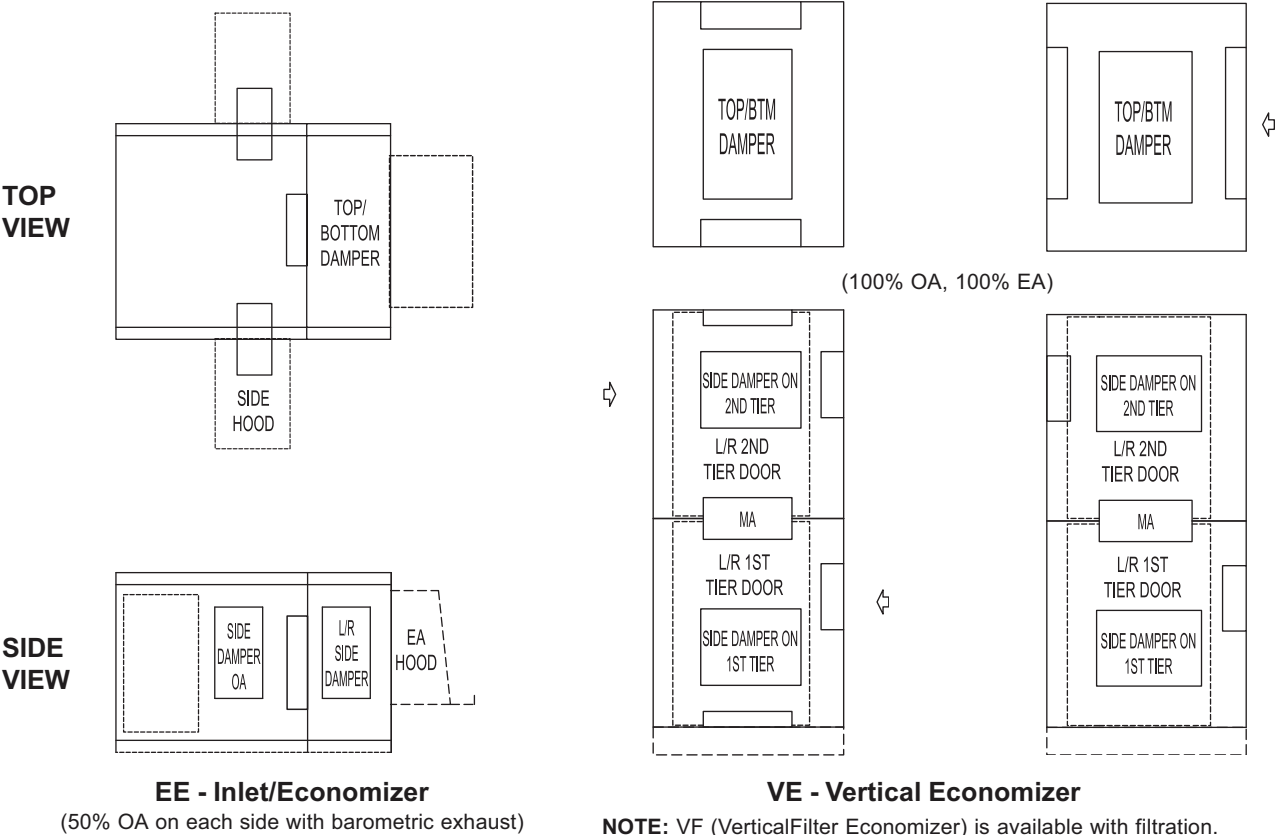 TOP
VIEW
TOP/
BOTTOM
DAMPER
SIDE
HOOD
TOP/BTM
DAMPER
TOP/BTM
DAMPER
(100% OA, 100% EA)
SIDE DAMPER ON
2ND TIER
L/R 2ND
TIER DOOR
MA
L/R 1ST
TIER DOOR
SIDE DAMPER ON
1ST TIER
SIDE DAMPER ON
2ND TIER
L/R 2ND
TIER DOOR
MA
L/R 1ST
TIER DOOR
SIDE DAMPER ON
1ST TIER
SIDE
VIEW
SIDE
DAMPER
OA
L/R
SIDE
DAMPER
EA
HOOD
EE - Inlet/Economizer
(50% OA on each side with barometric exhaust)
VE - Vertical Economizer
NOTE: VF (VerticalFilter Economizer) is available with filtration.